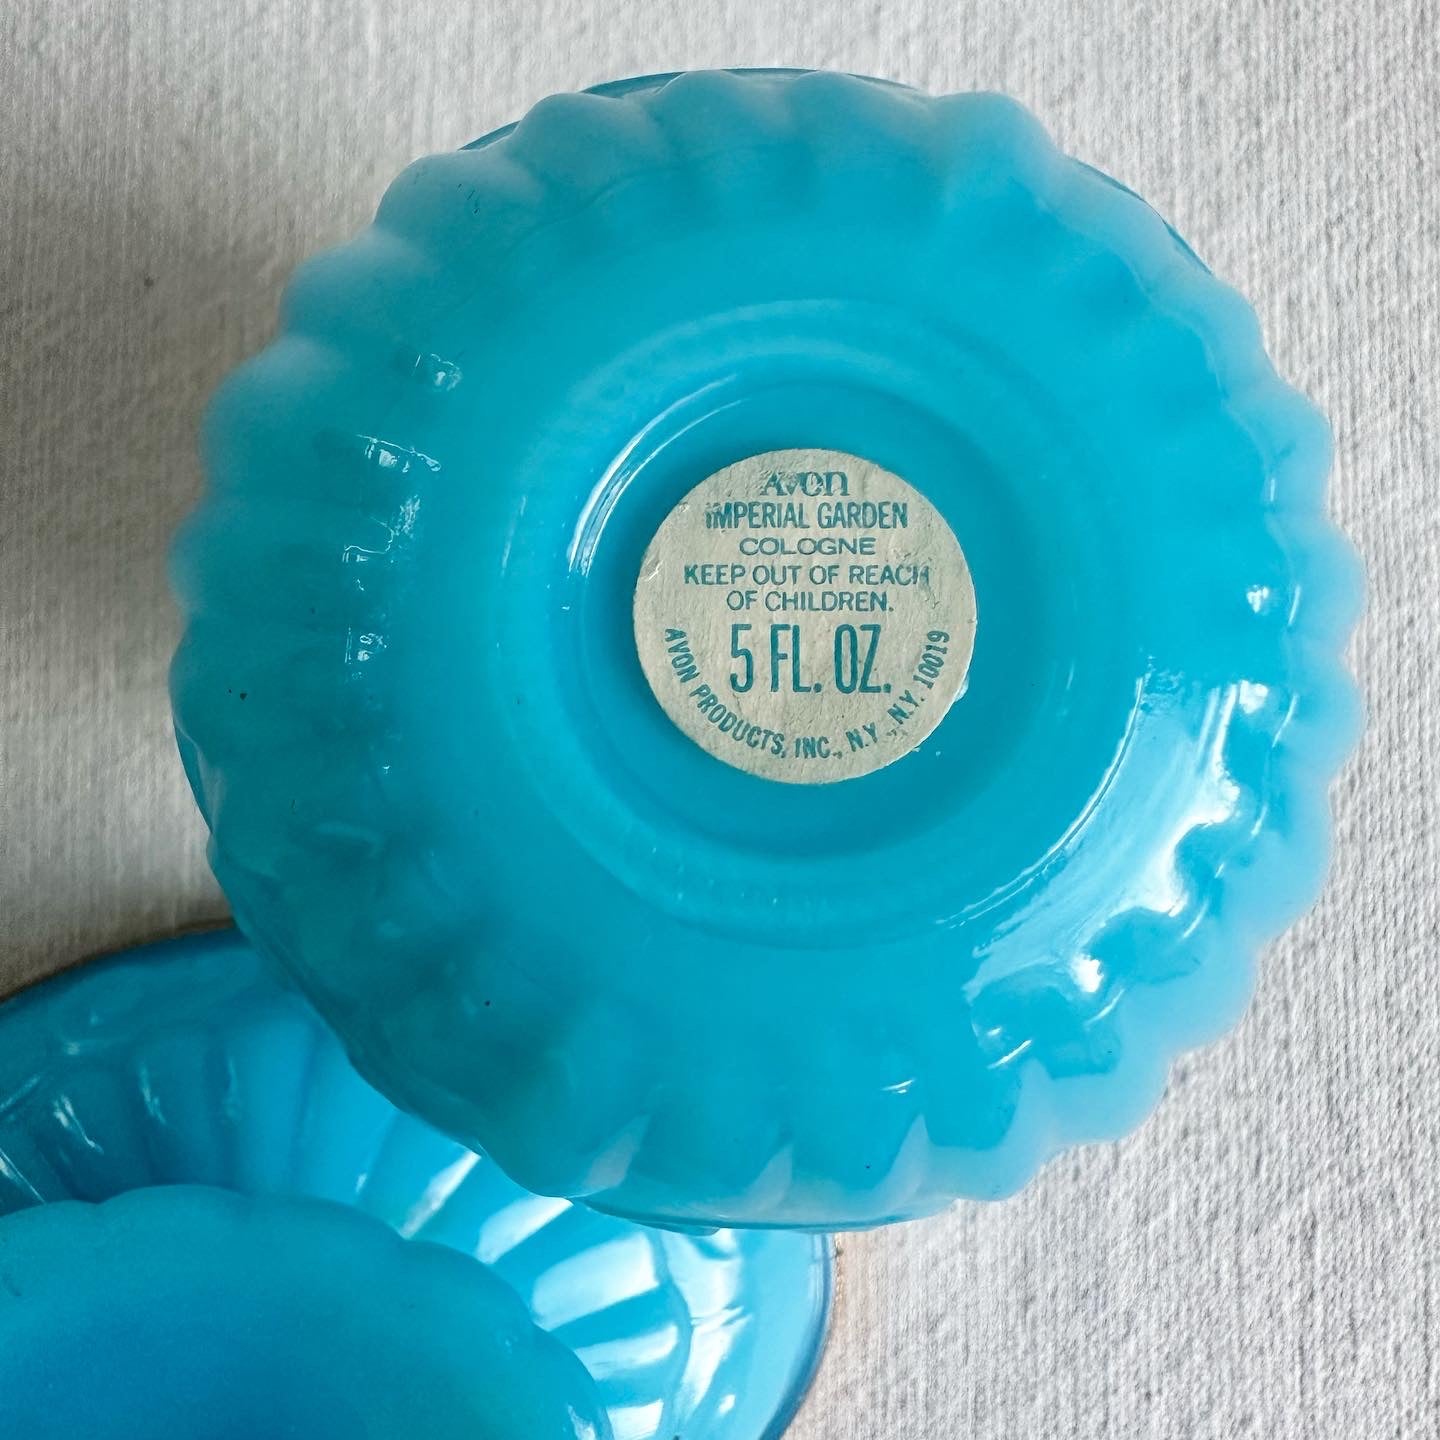 AVON
IMPERIAL GARDEN
COLOGNE
KEEP OUT OF REACH
OF CHILDREN.
5 FL. OZ.
AVON PRODUCTS, INC., N.Y., N.Y. 10019